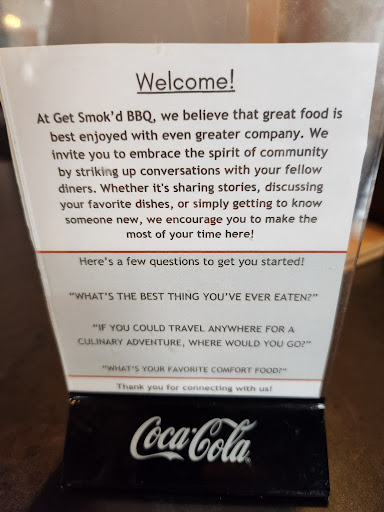 Welcome!
At Get Smok'd BBQ, we believe that great food is
best enjoyed with even greater company. We
invite you to embrace the spirit of community
by striking up conversations with your fellow
diners. Whether it's sharing stories, discussing
your favorite dishes, or simply getting to know
someone new, we encourage you to make the
most of your time here!
Here's a few questions to get you started!
"WHAT'S THE BEST THING YOU'VE EVER EATEN?"
"IF YOU COULD TRAVEL ANYWHERE FOR A
CULINARY ADVENTURE, WHERE WOULD YOU GO?"
"WHAT'S YOUR FAVORITE COMFORT FOOD?"
Thank you for connecting with us!
Coca-Cola